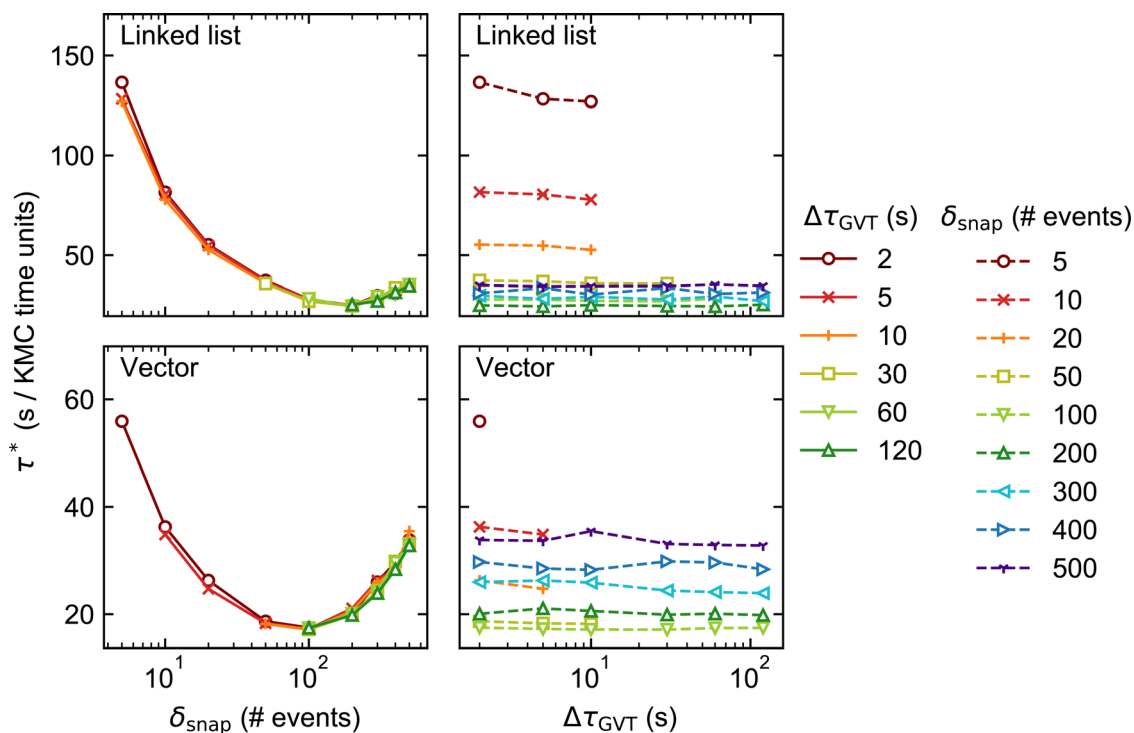 Linked list
Linked list
150
100
50
Vector
Vector
60
40
20
10¹ 10²
10¹ 10²
τ* (s / KMC time units)
δsnap (# events)
ΔτGVT (s)
ΔτGVT (s)
2
5
10
30
60
120
δsnap (# events)
5
10
20
50
100
200
300
400
500